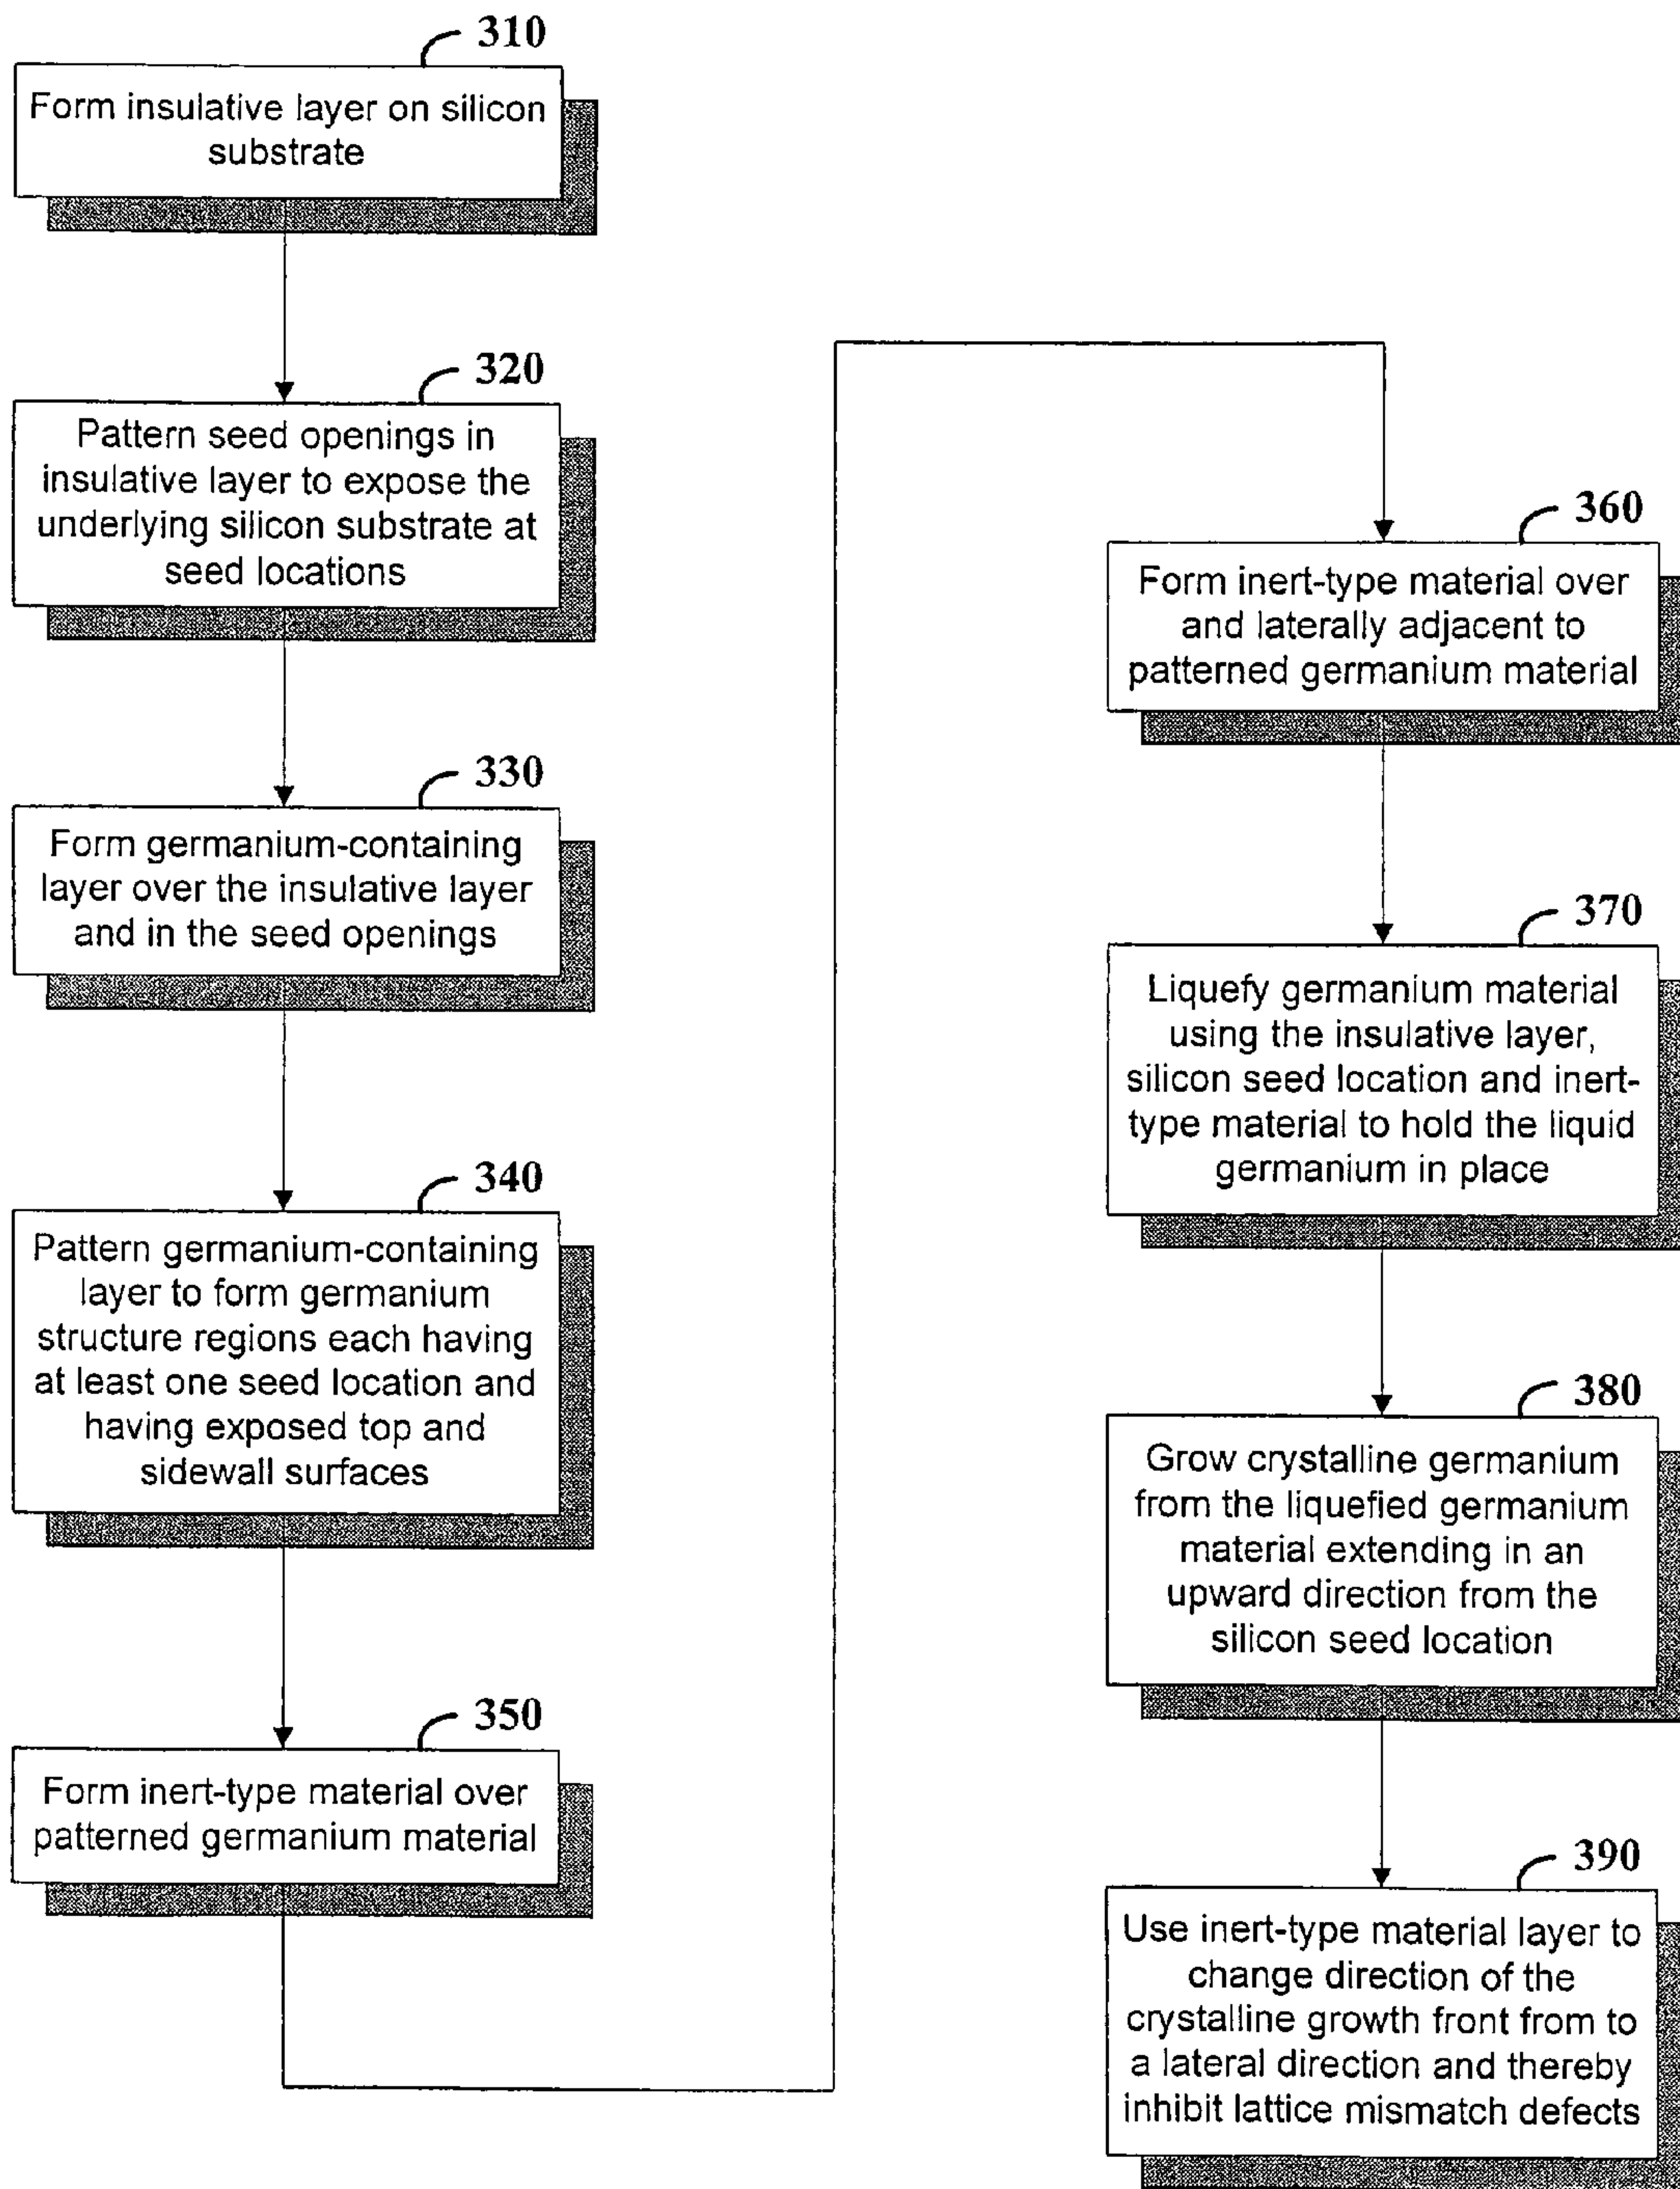 310
Form insulative layer on silicon
substrate
320
Pattern seed openings in
insulative layer to expose the
underlying silicon substrate at
seed locations
330
Form germanium-containing
layer over the insulative layer
and in the seed openings
340
Pattern germanium-containing
layer to form germanium
structure regions each having
at least one seed location and
having exposed top and
sidewall surfaces
350
Form inert-type material over
patterned germanium material
360
Form inert-type material over
and laterally adjacent to
patterned germanium material
370
Liquefy germanium material
using the insulative layer,
silicon seed location and inert-
type material to hold the liquid
germanium in place
380
Grow crystalline germanium
from the liquefied germanium
material extending in an
upward direction from the
silicon seed location
390
Use inert-type material layer to
change direction of the
crystalline growth front from to
a lateral direction and thereby
inhibit lattice mismatch defects